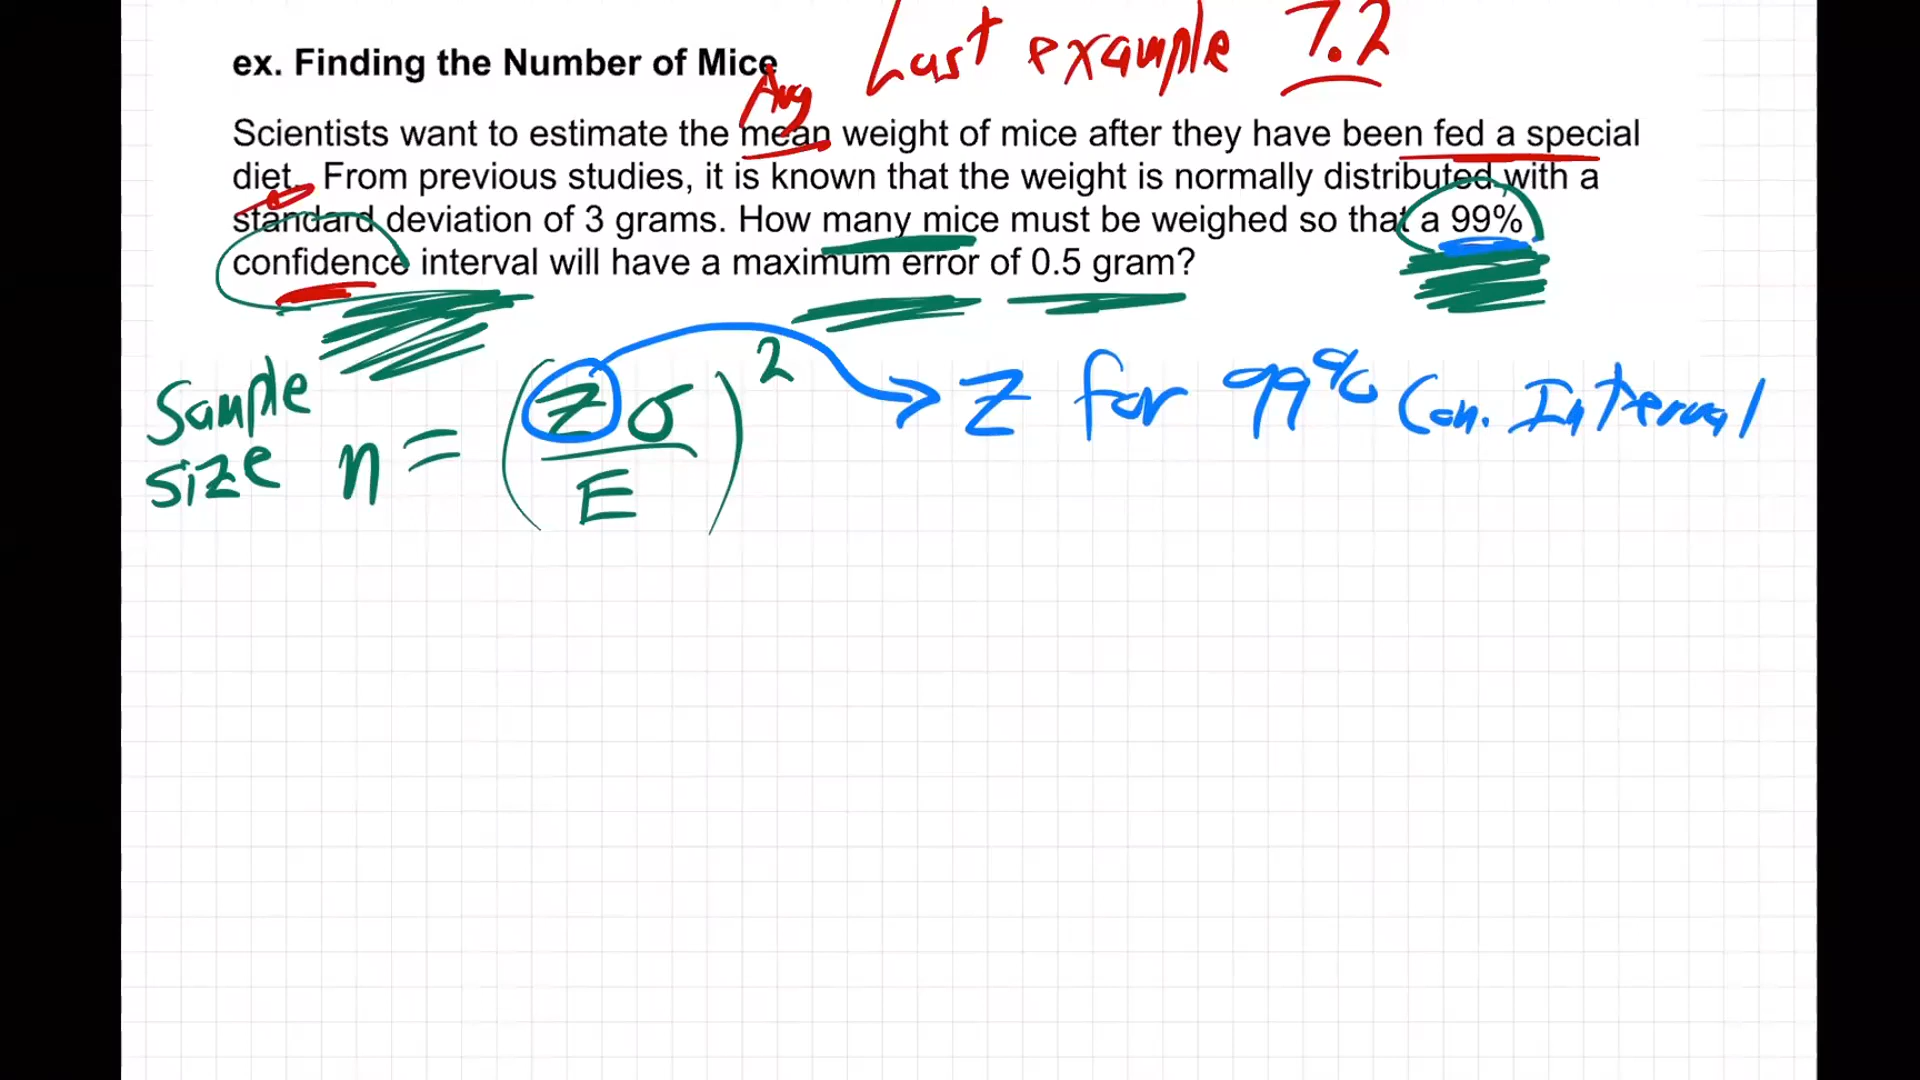 Last example 7.2
ex. Finding the Number of Mice
Avg
Scientists want to estimate the mean weight of mice after they have been fed a special
diet. From previous studies, it is known that the weight is normally distributed with a
standard deviation of 3 grams. How many mice must be weighed so that a 99%
confidence interval will have a maximum error of 0.5 gram?
Sample
size n = (zσ/E)² → Z for 99% Con. Interval